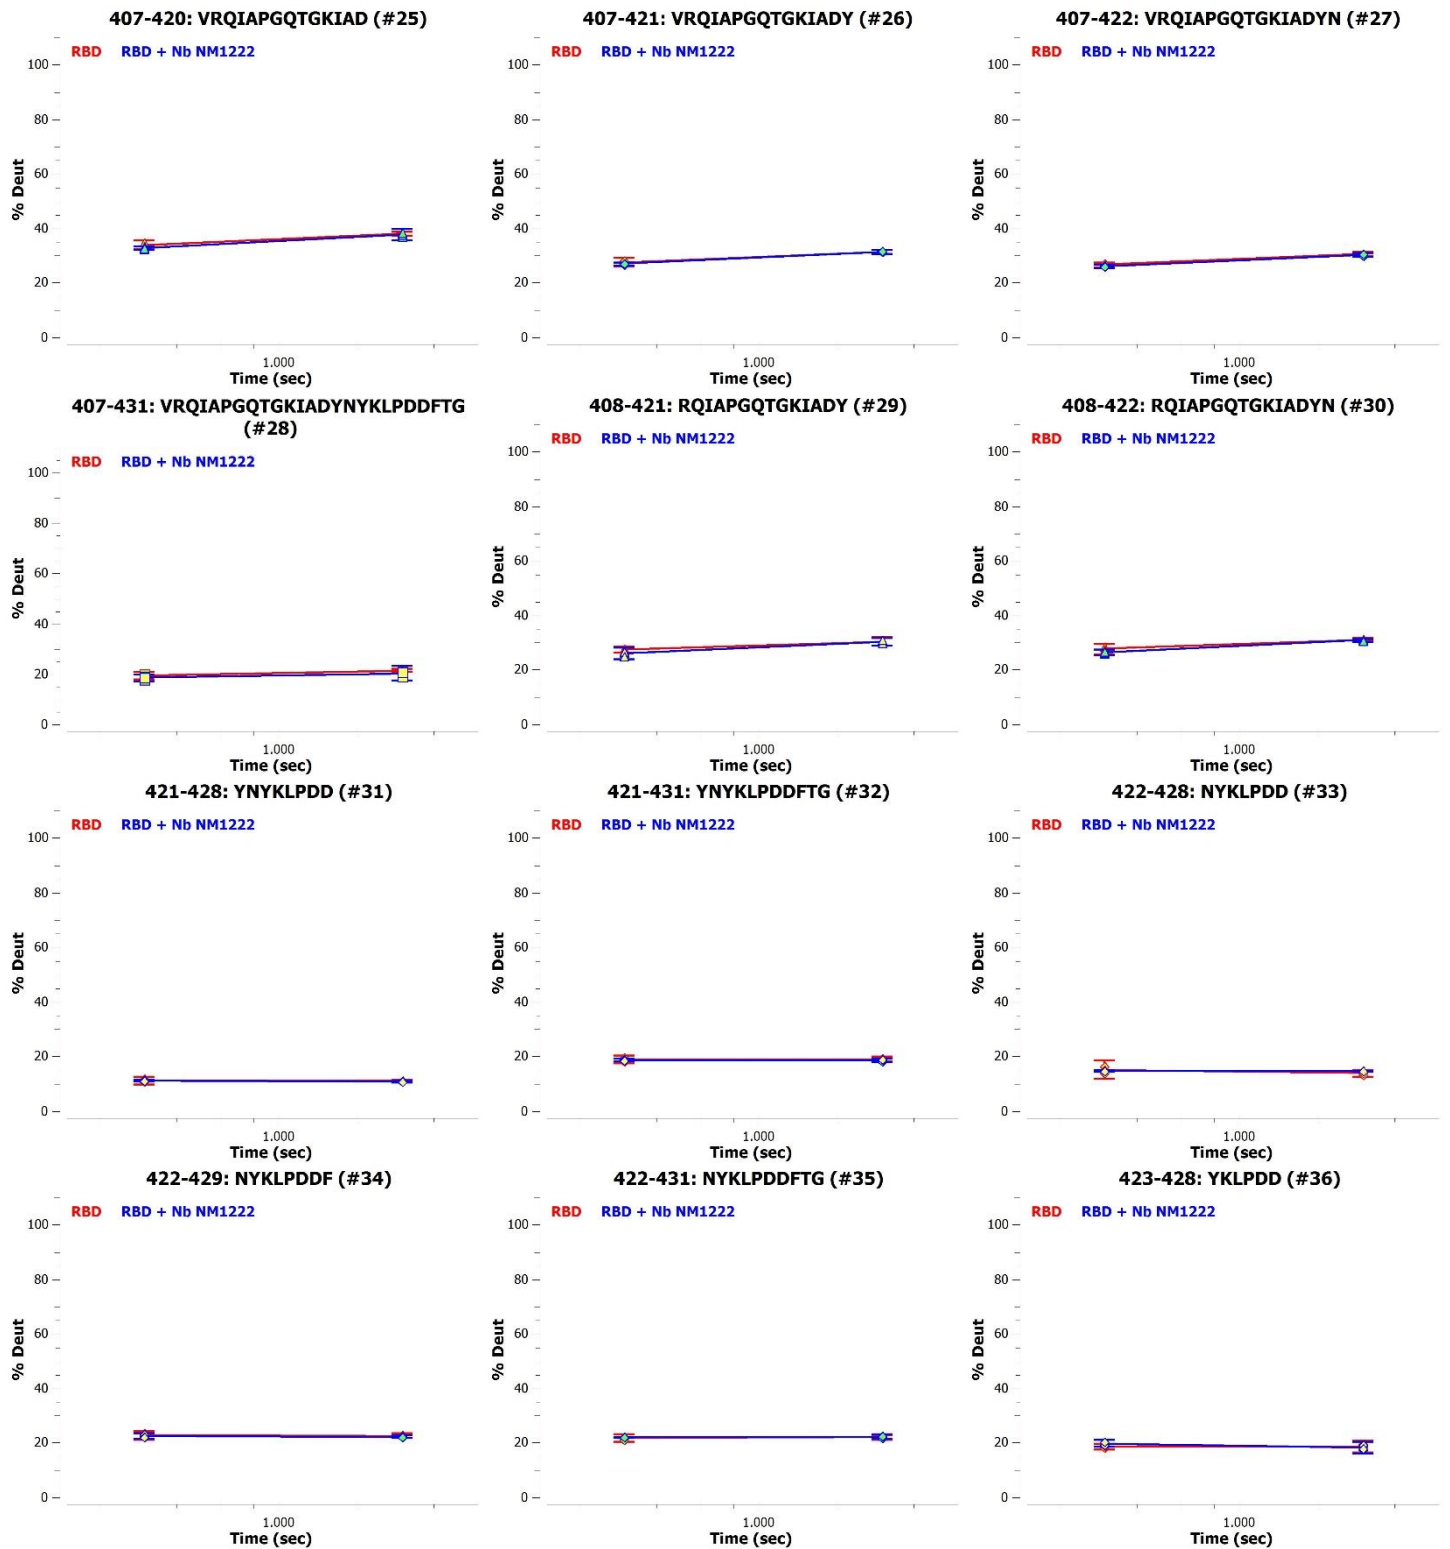 407-420: VRQIAPGQTGKIAD (#25)
RBD RBD + Nb NM1222
100
80
60
40
20
0
% Deut
1.000
Time (sec)
407-421: VRQIAPGQTGKIADY (#26)
RBD RBD + Nb NM1222
100
80
60
40
20
0
% Deut
1.000
Time (sec)
407-422: VRQIAPGQTGKIADYN (#27)
RBD RBD + Nb NM1222
100
80
60
40
20
0
% Deut
1.000
Time (sec)
407-431: VRQIAPGQTGKIADYNYKLPDDFTG
(#28)
RBD RBD + Nb NM1222
100
80
60
40
20
0
% Deut
1.000
Time (sec)
408-421: RQIAPGQTGKIADY (#29)
RBD RBD + Nb NM1222
100
80
60
40
20
0
% Deut
1.000
Time (sec)
408-422: RQIAPGQTGKIADYN (#30)
RBD RBD + Nb NM1222
100
80
60
40
20
0
% Deut
1.000
Time (sec)
421-428: YNYKLPDD (#31)
RBD RBD + Nb NM1222
100
80
60
40
20
0
% Deut
1.000
Time (sec)
421-431: YNYKLPDDFTG (#32)
RBD RBD + Nb NM1222
100
80
60
40
20
0
% Deut
1.000
Time (sec)
422-428: NYKLPDD (#33)
RBD RBD + Nb NM1222
100
80
60
40
20
0
% Deut
1.000
Time (sec)
422-429: NYKLPDDF (#34)
RBD RBD + Nb NM1222
100
80
60
40
20
0
% Deut
1.000
Time (sec)
422-431: NYKLPDDFTG (#35)
RBD RBD + Nb NM1222
100
80
60
40
20
0
% Deut
1.000
Time (sec)
423-428: YKLPDD (#36)
RBD RBD + Nb NM1222
100
80
60
40
20
0
% Deut
1.000
Time (sec)